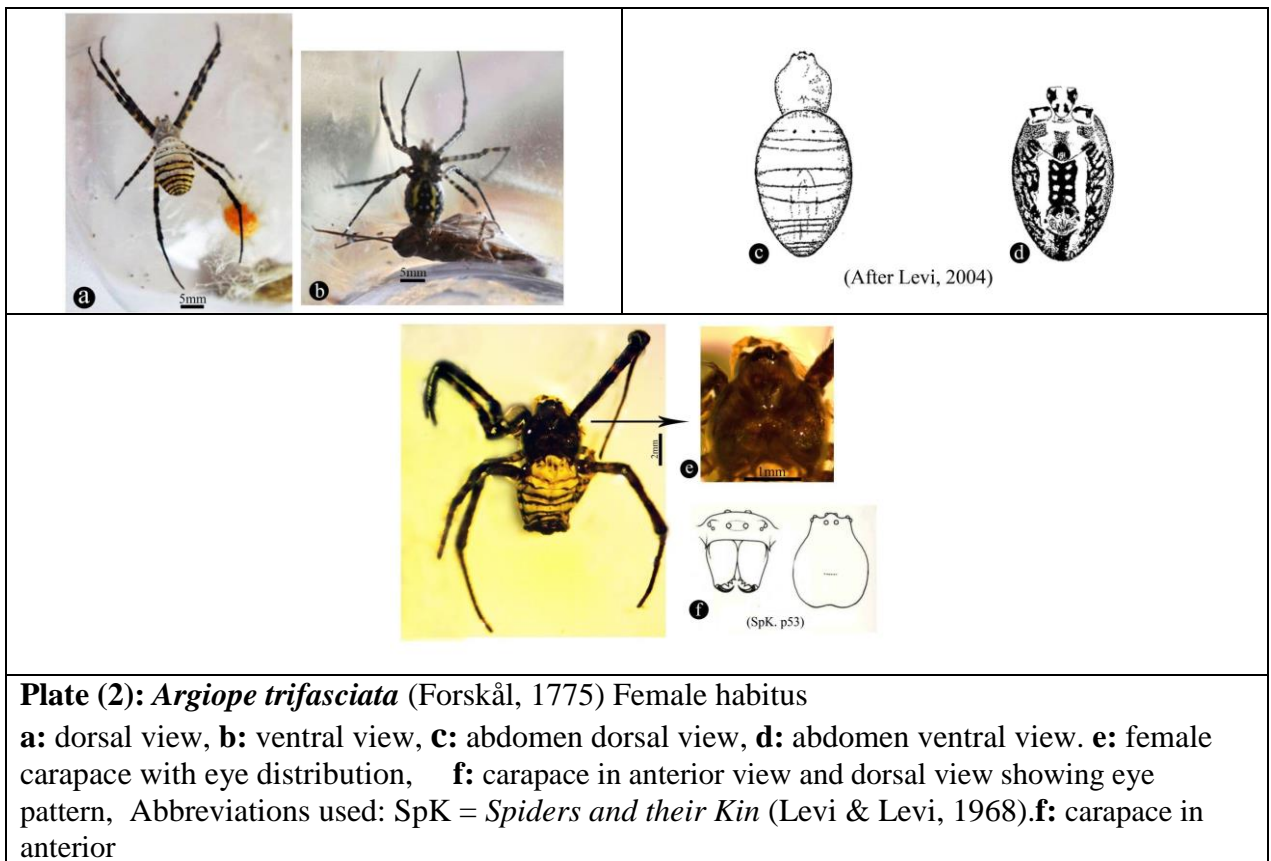 a
5mm
b
5mm
c
d
(After Levi, 2004)
2mm
e
1mm
f
(SpK. p53)
Plate (2): Argiope trifasciata (Forskål, 1775) Female habitus
a: dorsal view, b: ventral view, c: abdomen dorsal view, d: abdomen ventral view. e: female
carapace with eye distribution, f: carapace in anterior view and dorsal view showing eye
pattern, Abbreviations used: SpK = Spiders and their Kin (Levi & Levi, 1968).f: carapace in
anterior